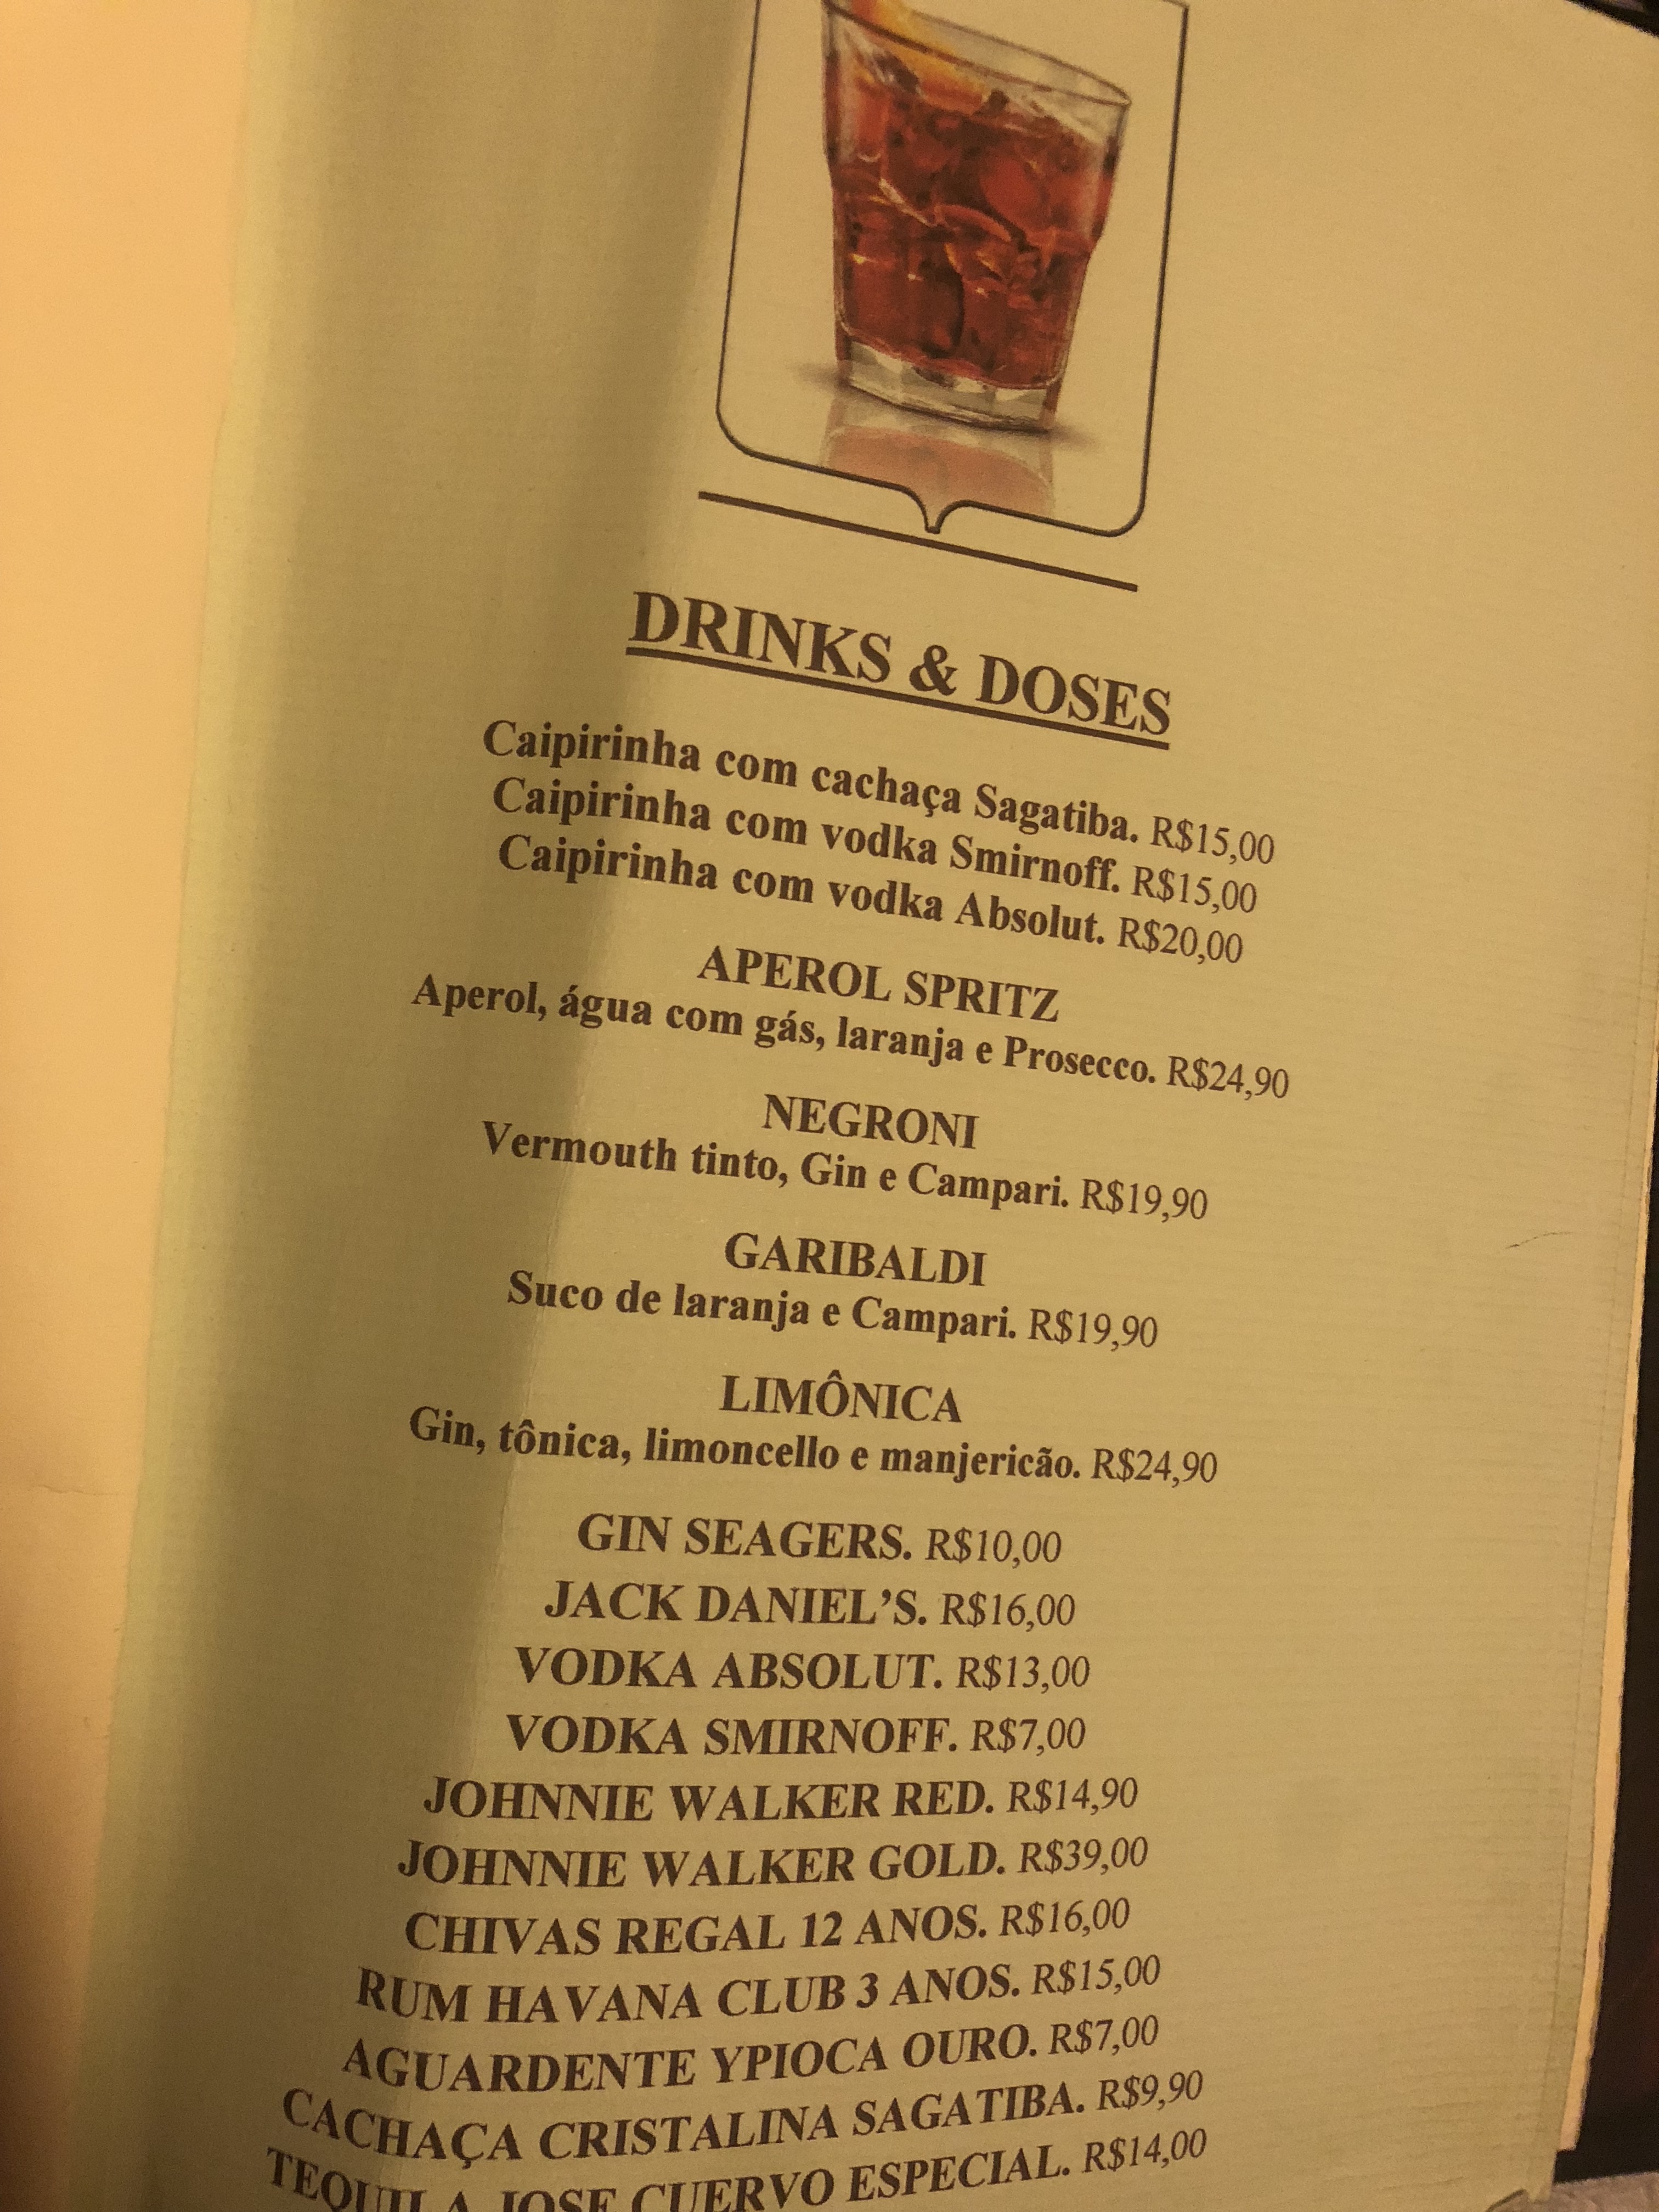 DRINKS & DOSES
Caipirinha com cachaça Sagatiba. R$15,00
Caipirinha com vodka Smirnoff. R$15,00
Caipirinha com vodka Absolut. R$20,00
APEROL SPRITZ
Aperol, água com gás, laranja e Prosecco. R$24,90
NEGRONI
Vermouth tinto, Gin e Campari. R$19,90
GARIBALDI
Suco de laranja e Campari. R$19,90
LIMÔNICA
Gin, tônica, limoncello e manjericão. R$24,90
GIN SEAGERS. R$10,00
JACK DANIEL'S. R$16,00
VODKA ABSOLUT. R$13,00
VODKA SMIRNOFF. R$7,00
JOHNNIE WALKER RED. R$14,90
JOHNNIE WALKER GOLD. R$39,00
CHIVAS REGAL 12 ANOS. R$16,00
RUM HAVANA CLUB 3 ANOS. R$15,00
AGUARDENTE YPIOCA OURO. R$7,00
CACHAÇA CRISTALINA SAGATIBA. R$9,90
TEQUILA JOSE CUERVO ESPECIAL. R$14,00